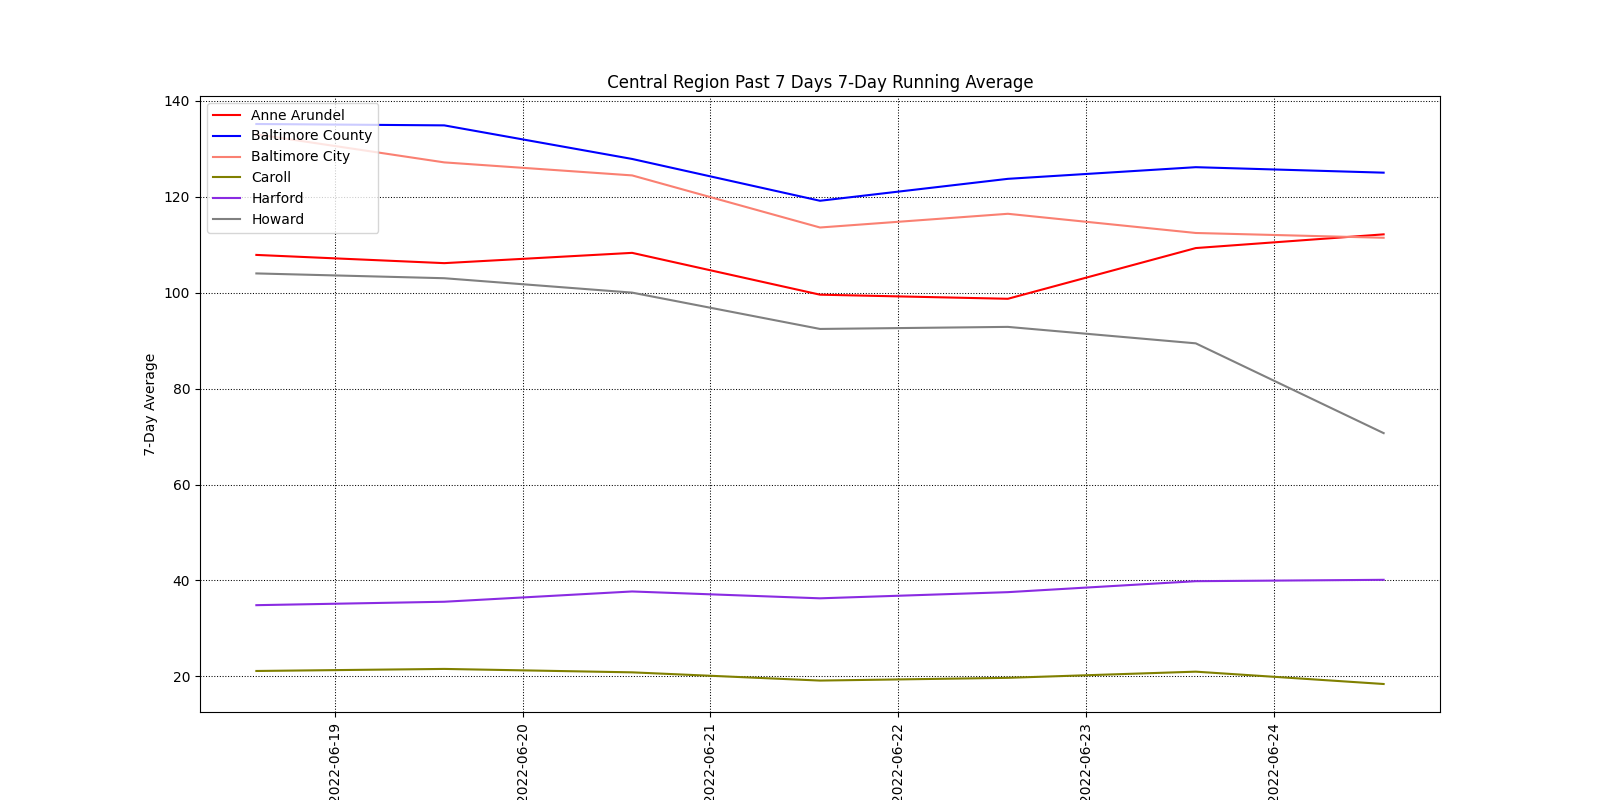 Central Region Past 7 Days 7-Day Running Average
140
120
100
80
60
40
20
7-Day Average
Anne Arundel
Baltimore County
Baltimore City
Caroll
Harford
Howard
2022-06-19
2022-06-20
2022-06-21
2022-06-22
2022-06-23
2022-06-24